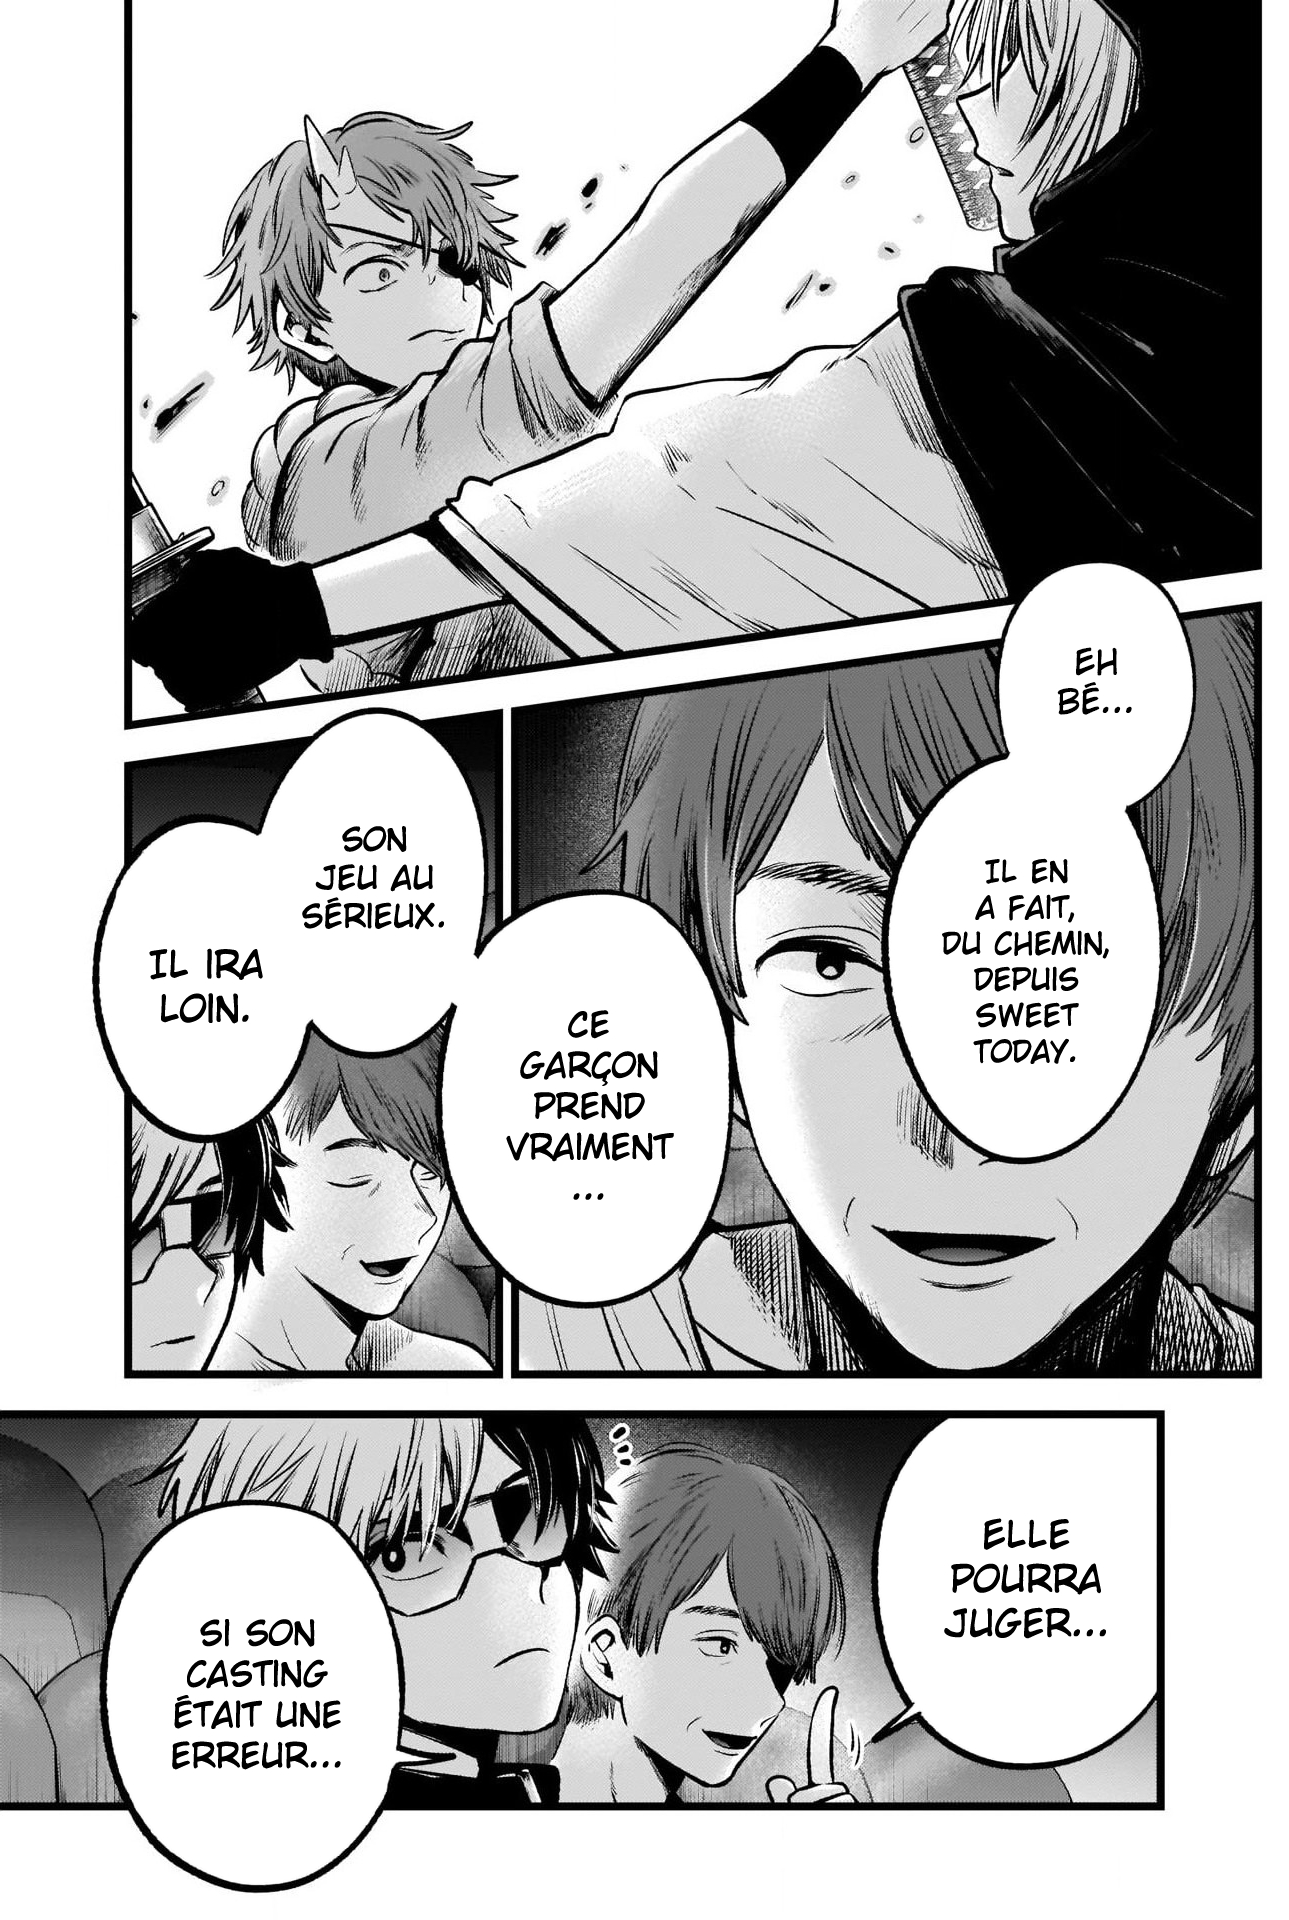 EH
BÉ...
IL EN
A FAIT,
DU CHEMIN,
DEPUIS
SWEET
TODAY.
CE
GARÇON
PREND
VRAIMENT
...
SON
JEU AU
SÉRIEUX.
IL IRA
LOIN.
ELLE
POURRA
JUGER...
SI SON
CASTING
ÉTAIT UNE
ERREUR...